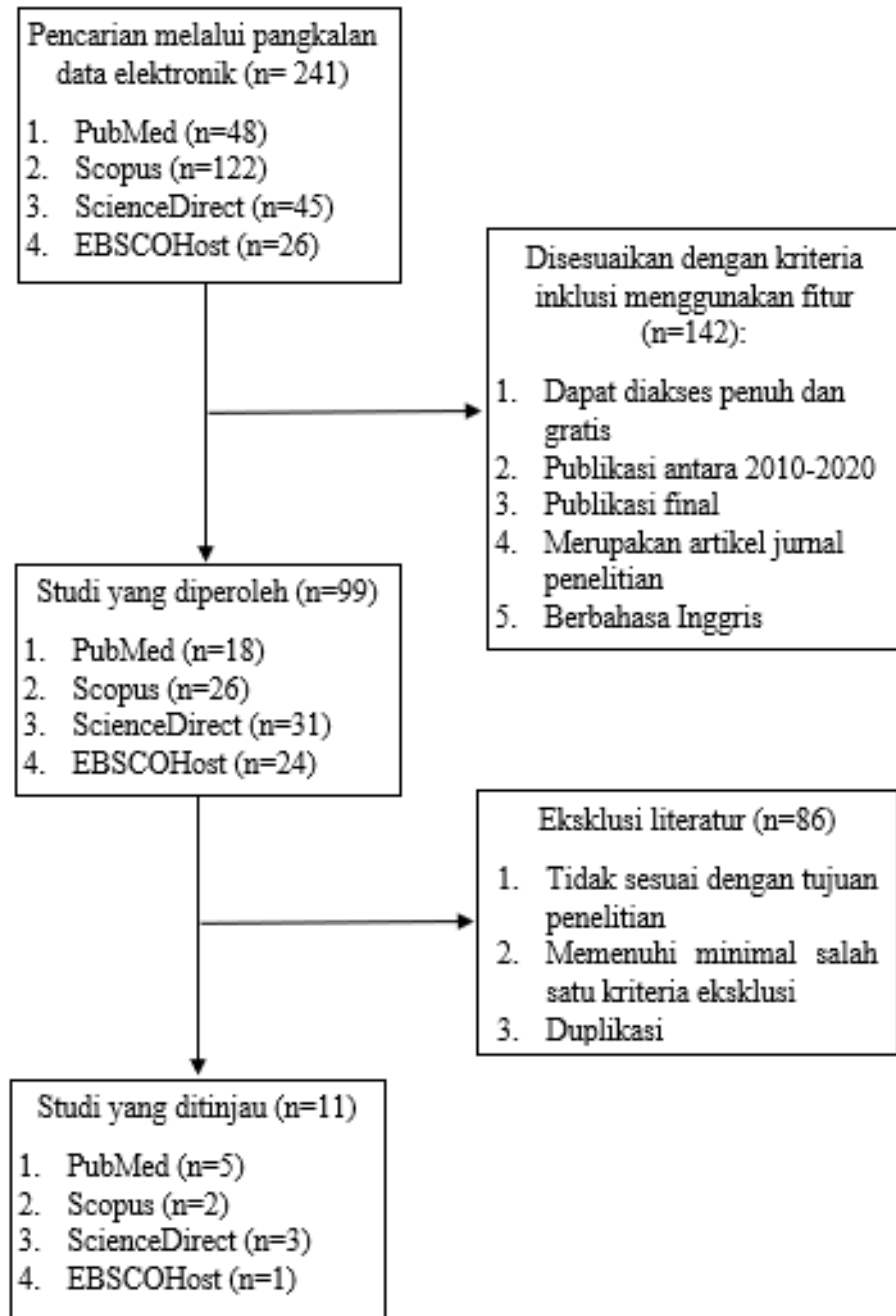 Pencarian melalui pangkalan
data elektronik (n= 241)
1. PubMed (n=48)
2. Scopus (n=122)
3. ScienceDirect (n=45)
4. EBSCOHost (n=26)
Disesuaikan dengan kriteria
inklusi menggunakan fitur
(n=142):
1. Dapat diakses penuh dan
gratis
2. Publikasi antara 2010-2020
3. Publikasi final
4. Merupakan artikel jurnal
penelitian
5. Berbahasa Inggris
Studi yang diperoleh (n=99)
1. PubMed (n=18)
2. Scopus (n=26)
3. ScienceDirect (n=31)
4. EBSCOHost (n=24)
Eksklusi literatur (n=86)
1. Tidak sesuai dengan tujuan
penelitian
2. Memenuhi minimal salah
satu kriteria eksklusi
3. Duplikasi
Studi yang ditinjau (n=11)
1. PubMed (n=5)
2. Scopus (n=2)
3. ScienceDirect (n=3)
4. EBSCOHost (n=1)